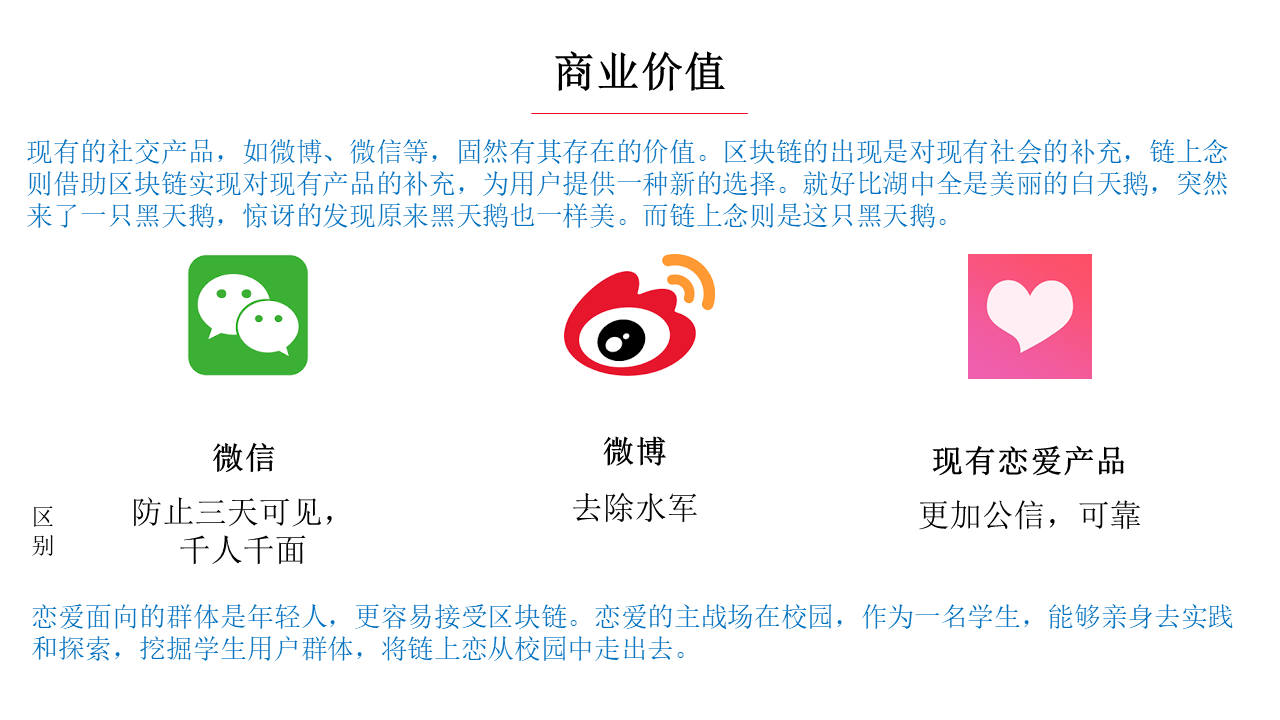 商业价值
现有的社交产品，如微博、微信等，固然有其存在的价值。区块链的出现是对现有社会的补充，链上念
则借助区块链实现对现有产品的补充，为用户提供一种新的选择。就好比湖中全是美丽的白天鹅，突然
来了一只黑天鹅，惊讶的发现原来黑天鹅也一样美。而链上念则是这只黑天鹅。
微信
微博
现有恋爱产品
区
别
防止三天可见，
千人千面
去除水军
更加公信，可靠
恋爱面向的群体是年轻人，更容易接受区块链。恋爱的主战场在校园，作为一名学生，能够亲身去实践
和探索，挖掘学生用户群体，将链上恋从校园中走出去。